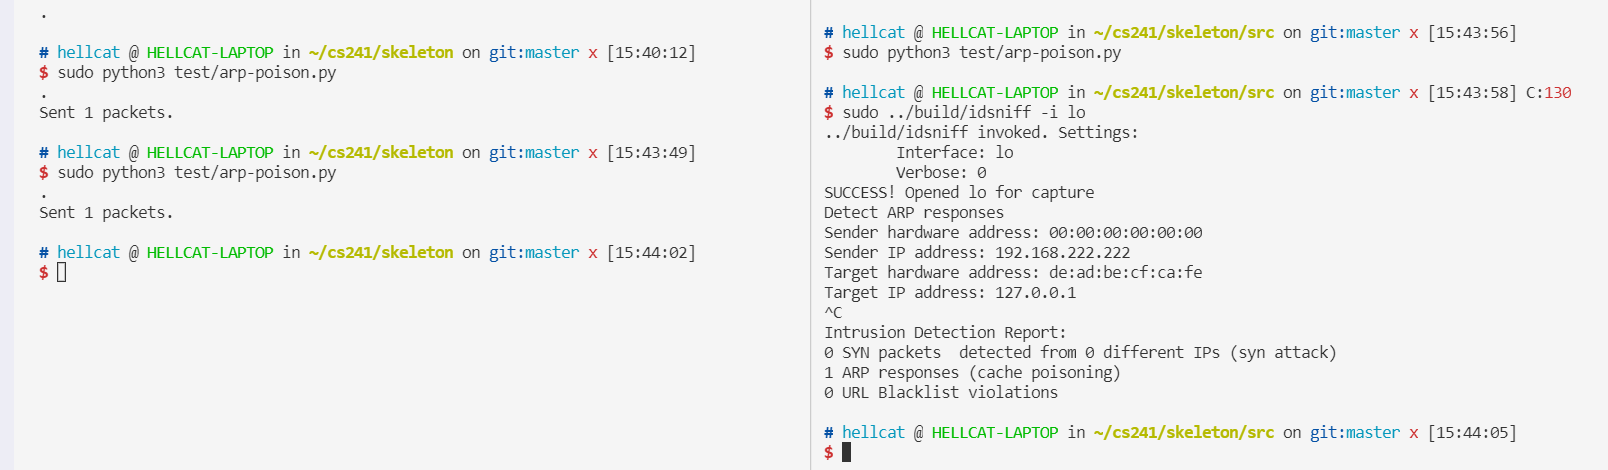 .
# hellcat @ HELLCAT-LAPTOP in ~/cs241/skeleton on git:master x [15:40:12]
$ sudo python3 test/arp-poison.py
.
Sent 1 packets.
# hellcat @ HELLCAT-LAPTOP in ~/cs241/skeleton on git:master x [15:43:49]
$ sudo python3 test/arp-poison.py
.
Sent 1 packets.
# hellcat @ HELLCAT-LAPTOP in ~/cs241/skeleton on git:master x [15:44:02]
$
# hellcat @ HELLCAT-LAPTOP in ~/cs241/skeleton/src on git:master x [15:43:56]
$ sudo python3 test/arp-poison.py
# hellcat @ HELLCAT-LAPTOP in ~/cs241/skeleton/src on git:master x [15:43:58] C:130
$ sudo ../build/idsniff -i lo
../build/idsniff invoked. Settings:
        Interface: lo
        Verbose: 0
SUCCESS! Opened lo for capture
Detect ARP responses
Sender hardware address: 00:00:00:00:00:00
Sender IP address: 192.168.222.222
Target hardware address: de:ad:be:cf:ca:fe
Target IP address: 127.0.0.1
^C
Intrusion Detection Report:
0 SYN packets  detected from 0 different IPs (syn attack)
1 ARP responses (cache poisoning)
0 URL Blacklist violations
# hellcat @ HELLCAT-LAPTOP in ~/cs241/skeleton/src on git:master x [15:44:05]
$